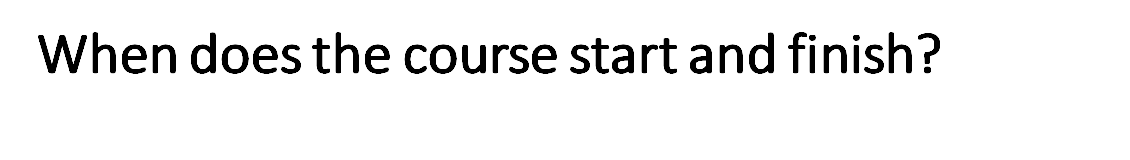 When does the course start and finish?